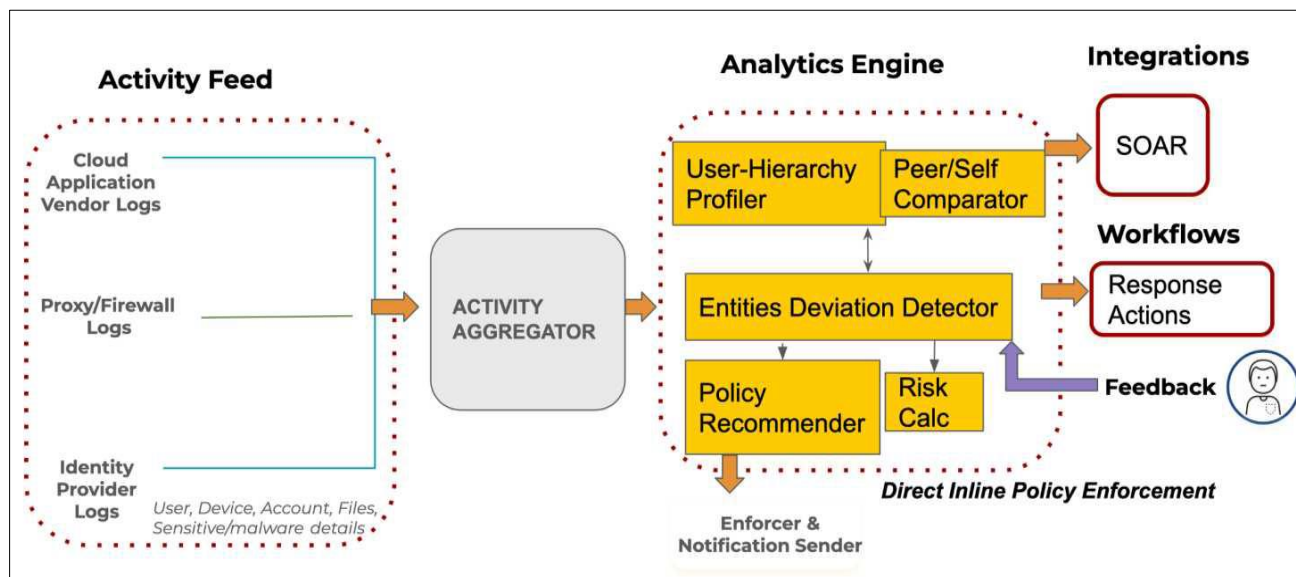 Activity Feed
Cloud
Application
Vendor Logs
Proxy/Firewall
Logs
Identity
Provider
Logs
User, Device, Account, Files,
Sensitive/malware details
ACTIVITY
AGGREGATOR
Analytics Engine
User-Hierarchy
Profiler
Peer/Self
Comparator
Entities Deviation Detector
Policy
Recommender
Risk
Calc
Direct Inline Policy Enforcement
Enforcer &
Notification Sender
Integrations
SOAR
Workflows
Response
Actions
Feedback